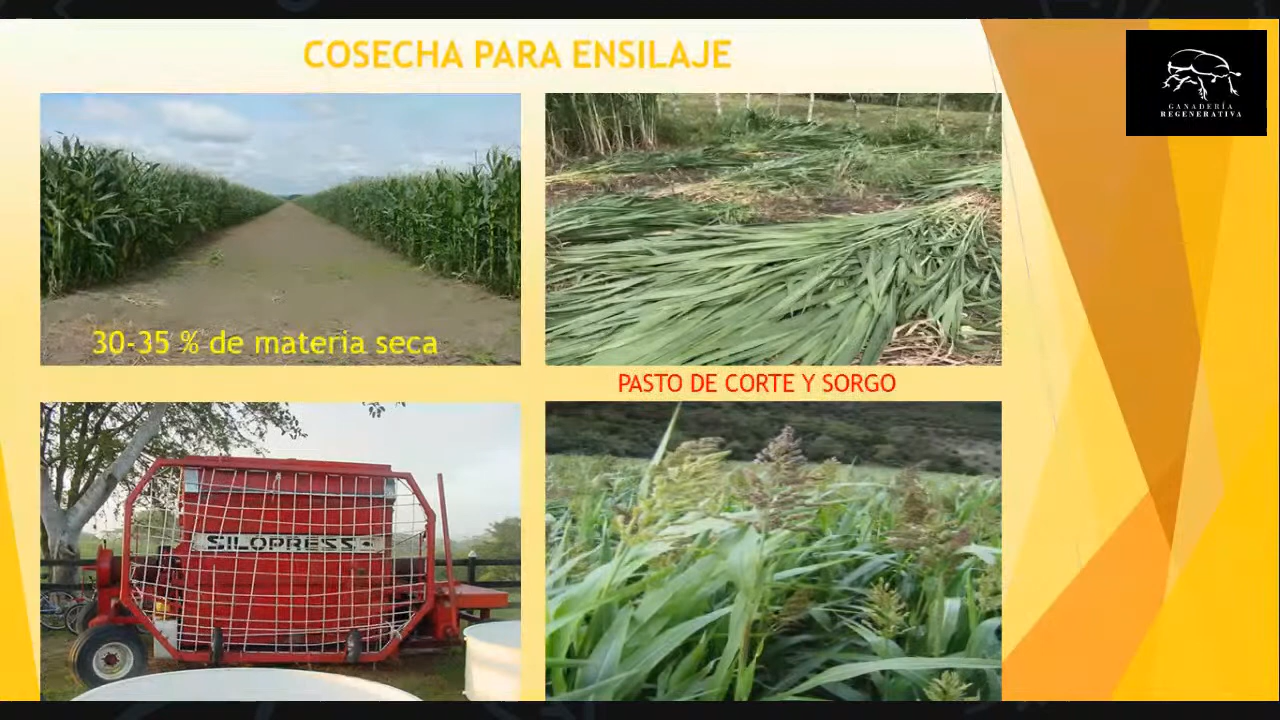 COSECHA PARA ENSILAJE
GANADERÍA
REGENERATIVA
30-35 % de materia seca
PASTO DE CORTE Y SORGO
SILOPRESS